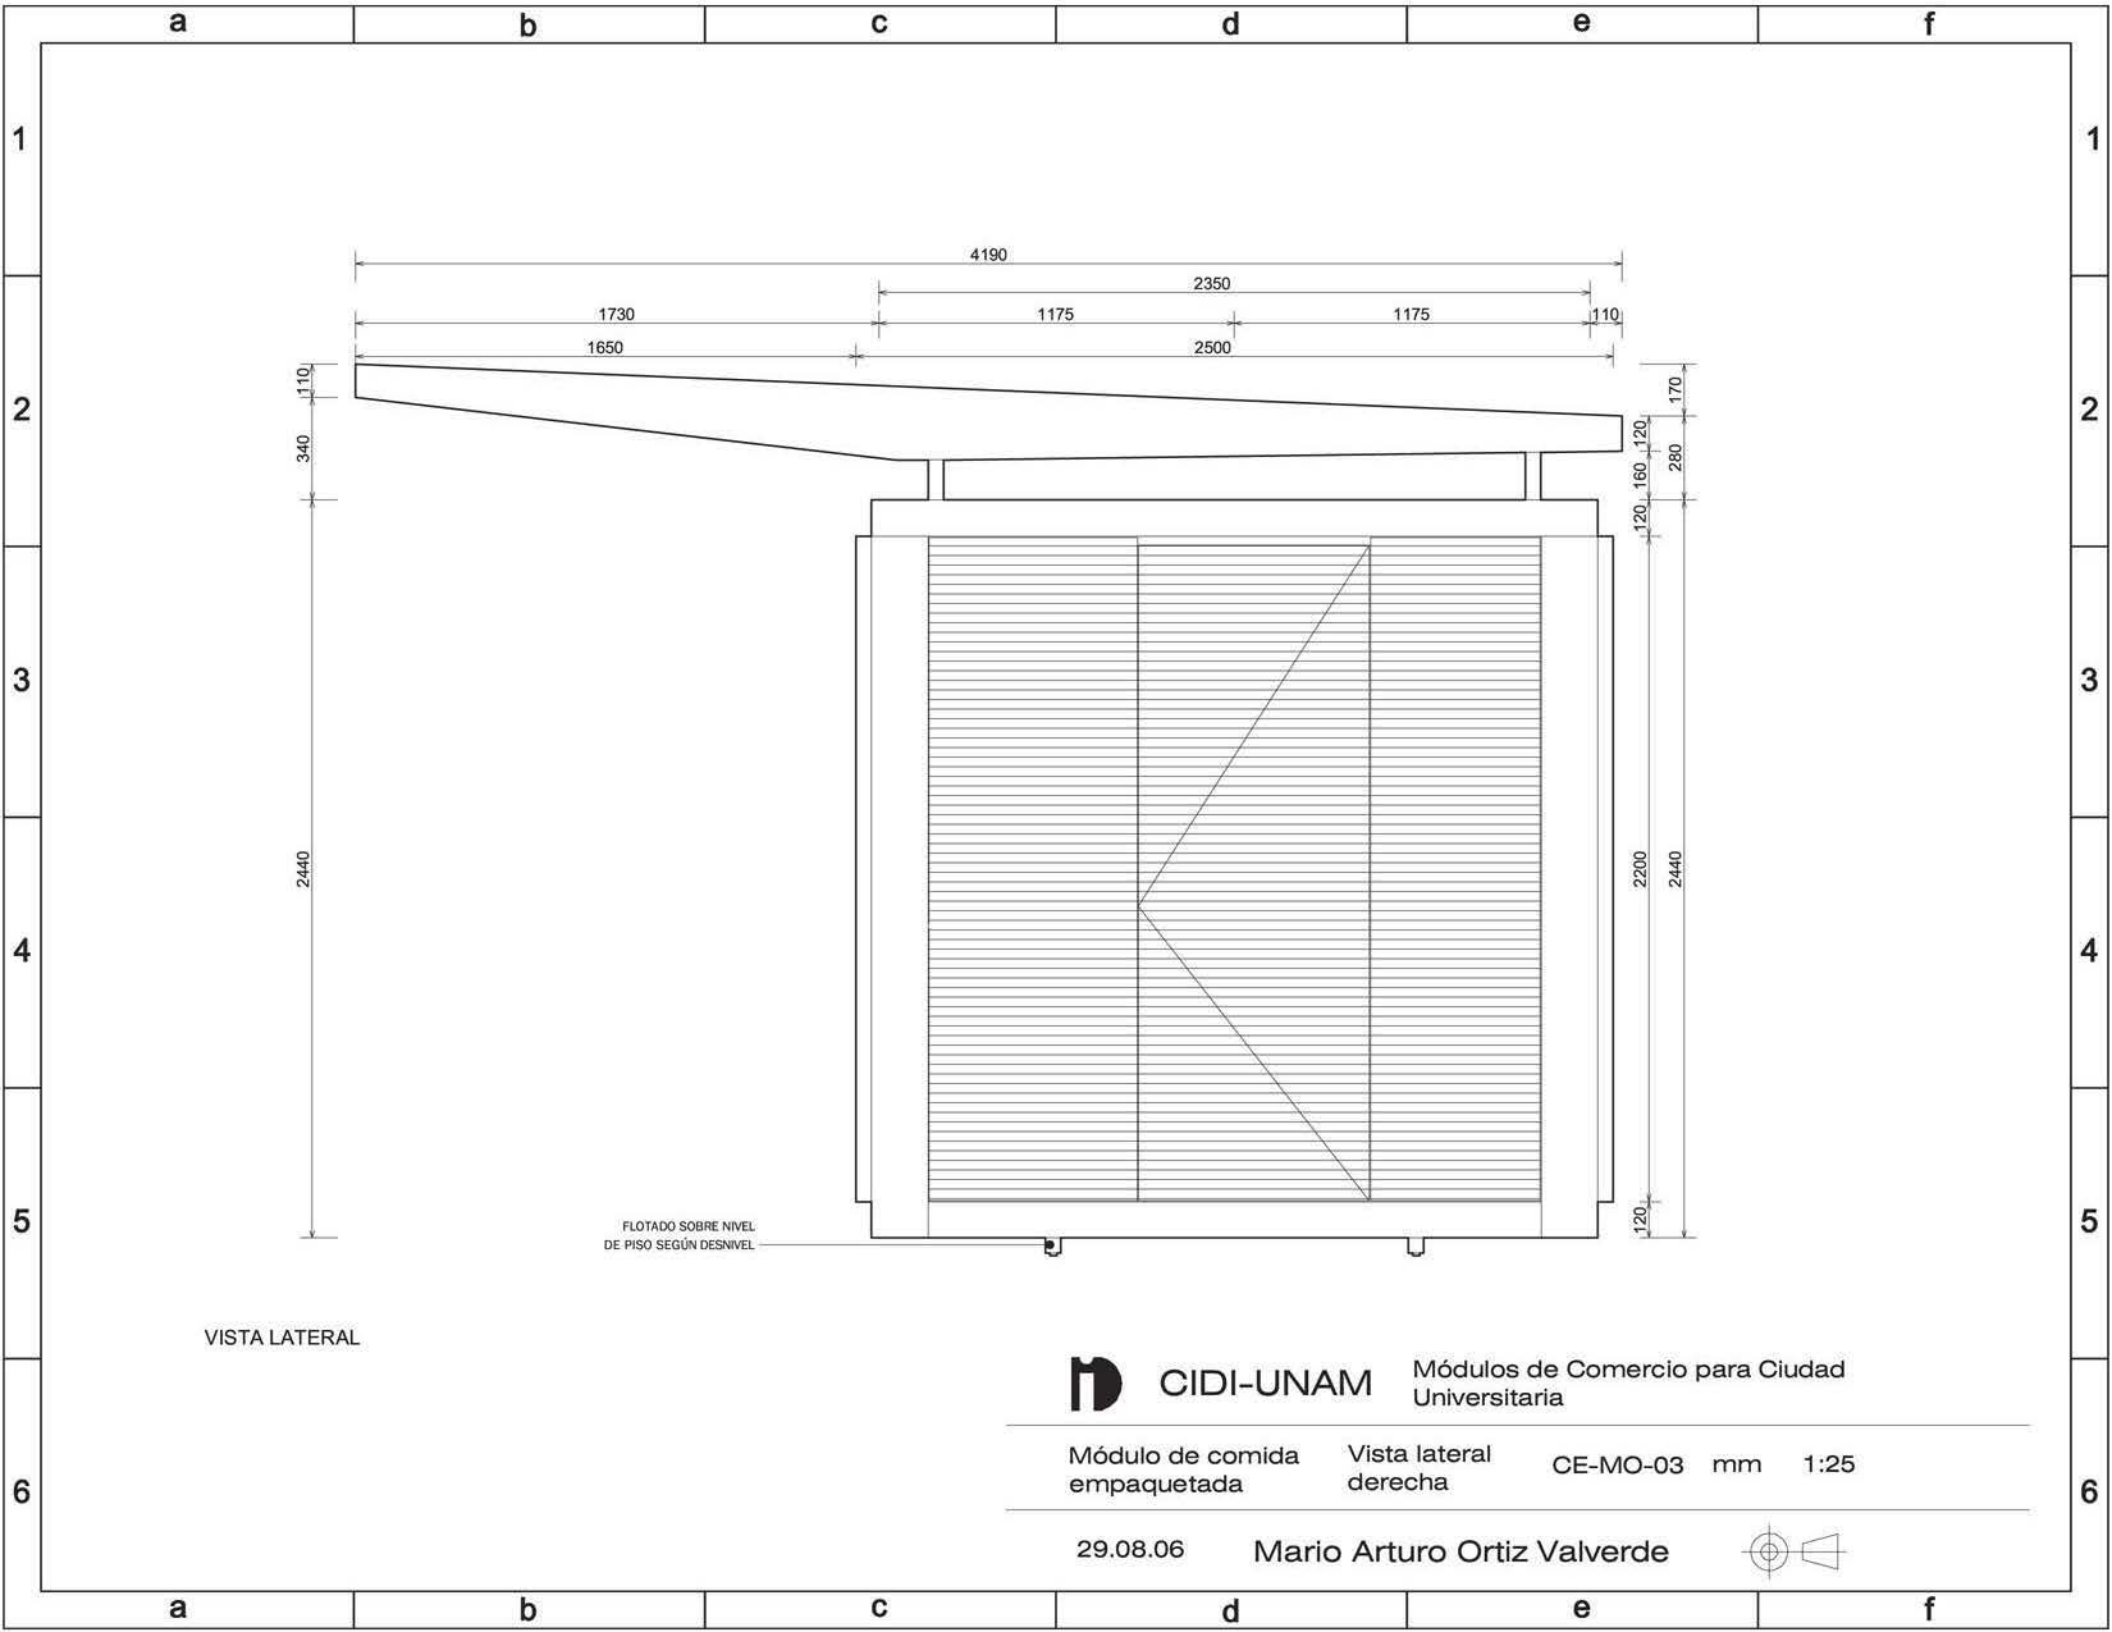 a b c d e f
1 1
4190
2350
1730 1175 1175 110
1650 2500
110 170
2 2
340 120 280
160
120
3 3
2440 2200 2440
4 4
5 5
120
FLOTADO SOBRE NIVEL
DE PISO SEGÚN DESNIVEL
VISTA LATERAL
CIDI-UNAM
Módulos de Comercio para Ciudad
Universitaria
Módulo de comida
empaquetada
Vista lateral
derecha
CE-MO-03 mm 1:25
6 6
29.08.06 Mario Arturo Ortiz Valverde
a b c d e f